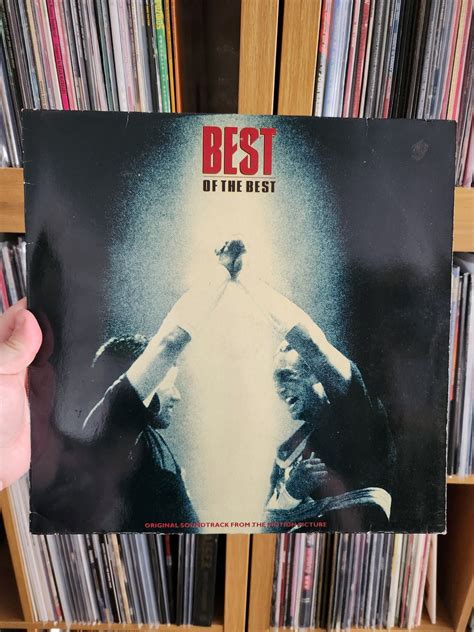 BEST
OF THE BEST
ORIGINAL SOUNDTRACK FROM THE MOTION PICTURE